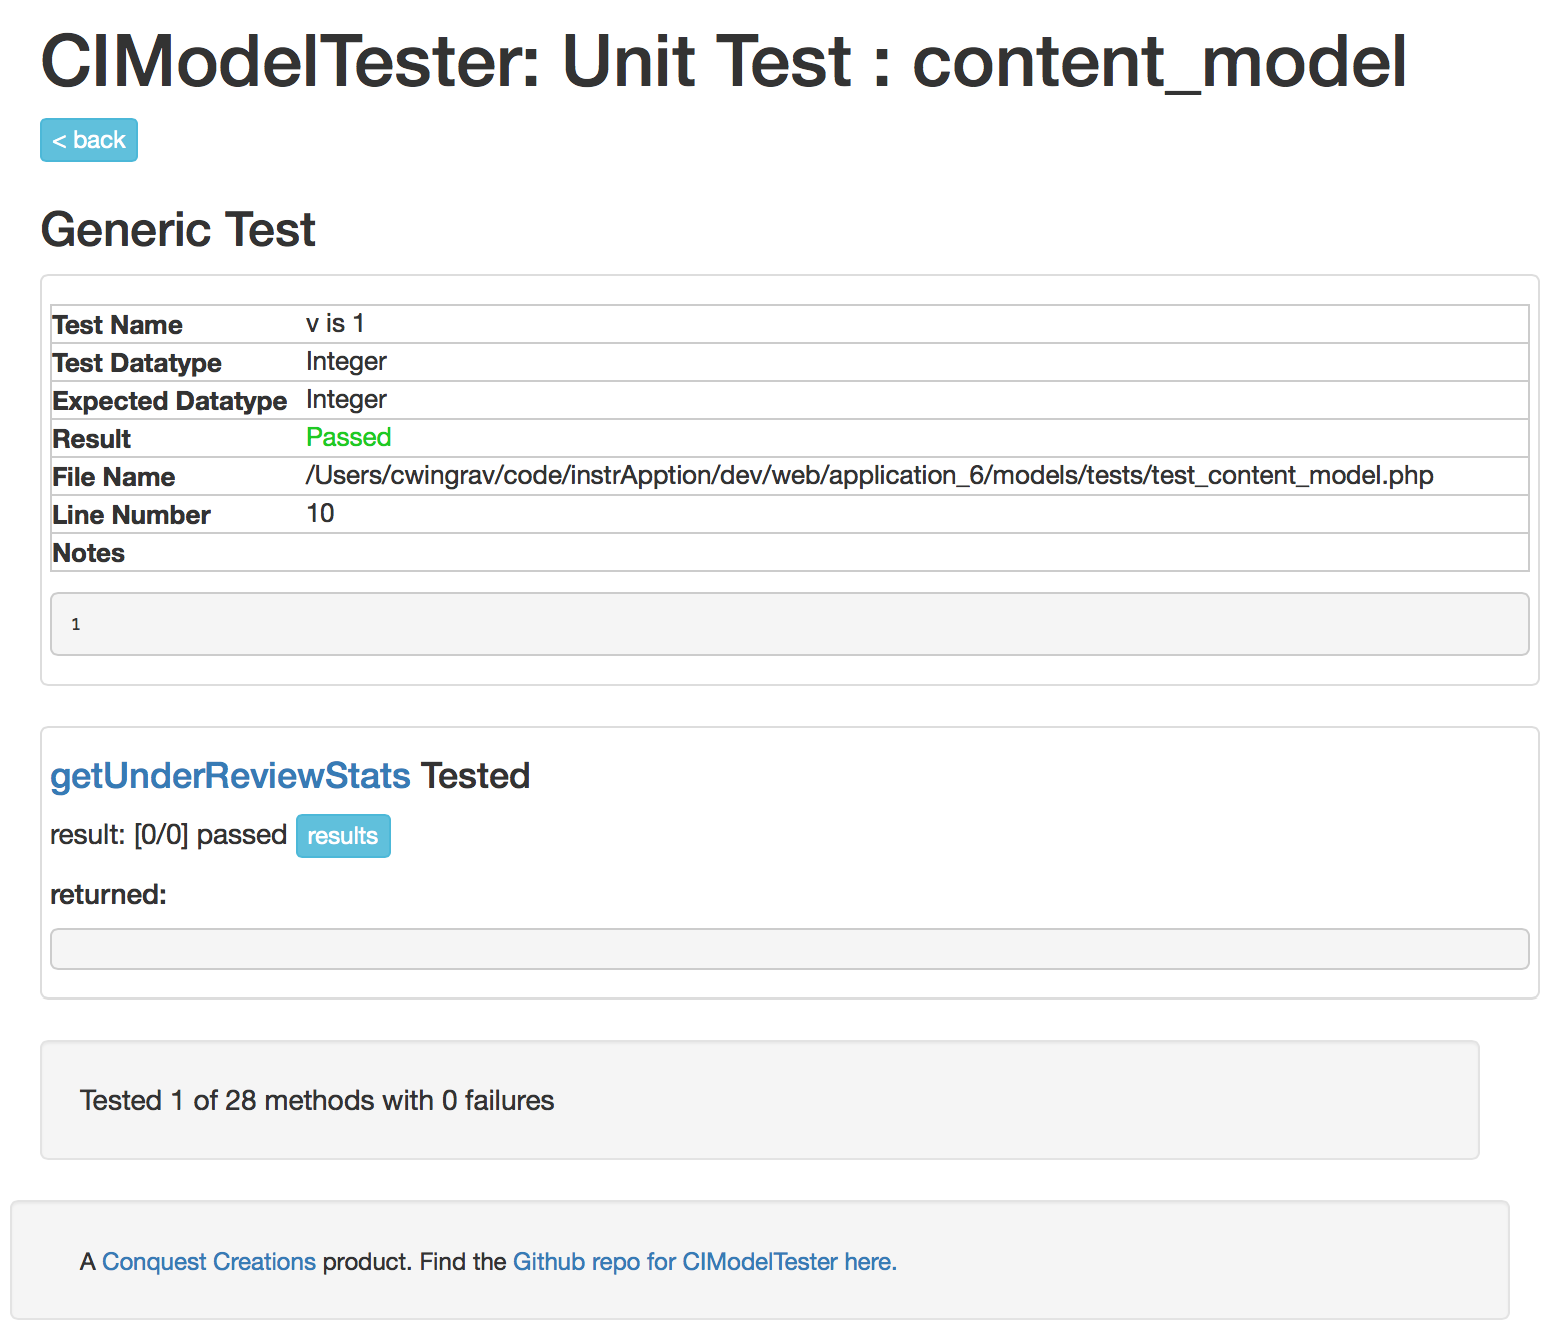 CIModelTester: Unit Test : content_model
< back
Generic Test
Test Name v is 1
Test Datatype Integer
Expected Datatype Integer
Result Passed
File Name /Users/cwingrav/code/instrApption/dev/web/application_6/models/tests/test_content_model.php
Line Number 10
Notes
1
getUnderReviewStats Tested
result: [0/0] passed results
returned:
Tested 1 of 28 methods with 0 failures
A Conquest Creations product. Find the Github repo for CIModelTester here.